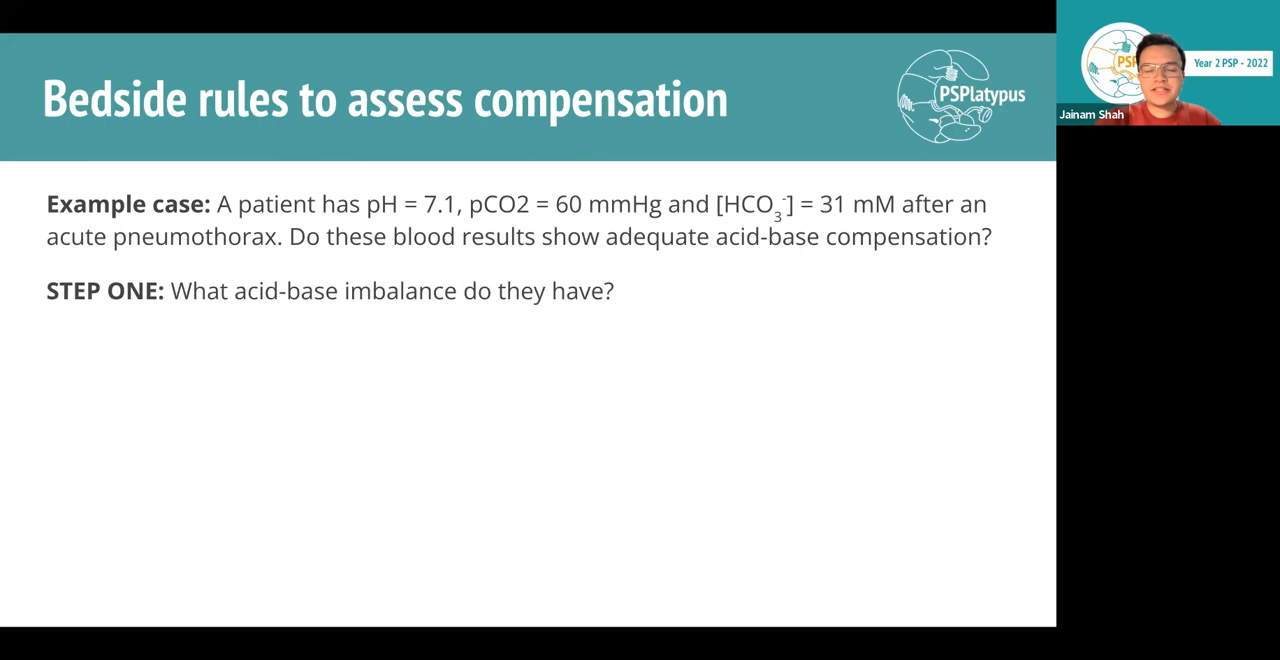 Bedside rules to assess compensation
PSPlatypus
Example case: A patient has pH = 7.1, pCO2 = 60 mmHg and [HCO₃⁻] = 31 mM after an
acute pneumothorax. Do these blood results show adequate acid-base compensation?
STEP ONE: What acid-base imbalance do they have?
PSP
Year 2 PSP - 2022
Jainam Shah